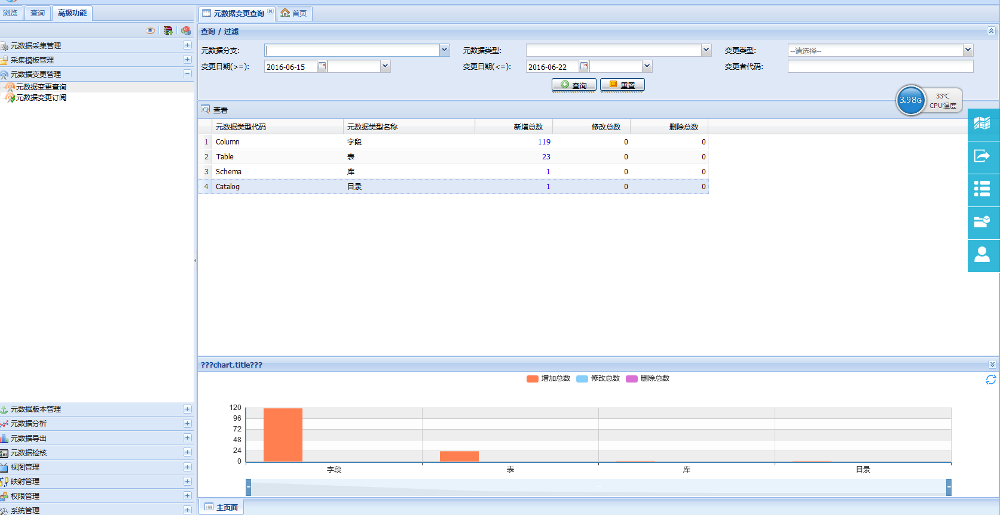 浏览 查询 高级功能
元数据采集管理
采集模板管理
元数据变更管理
元数据变更查询
元数据变更订阅
元数据版本管理
元数据分析
元数据导出
元数据检核
视图管理
映射管理
权限管理
系统管理
元数据变更查询 首页
查询 / 过滤
元数据分支: 元数据类型: 变更类型: --请选择--
变更日期(>=): 2016-06-15 变更日期(<=): 2016-06-22 变更者代码:
查询 重置
3.98G 33℃
CPU温度
查看
元数据类型代码 元数据类型名称 新增总数 修改总数 删除总数
1 Column 字段 119 0 0
2 Table 表 23 0 0
3 Schema 库 1 0 0
4 Catalog 目录 1 0 0
???chart.title???
增加总数 修改总数 删除总数
120
96
72
48
24
0
字段 表 库 目录
主页面